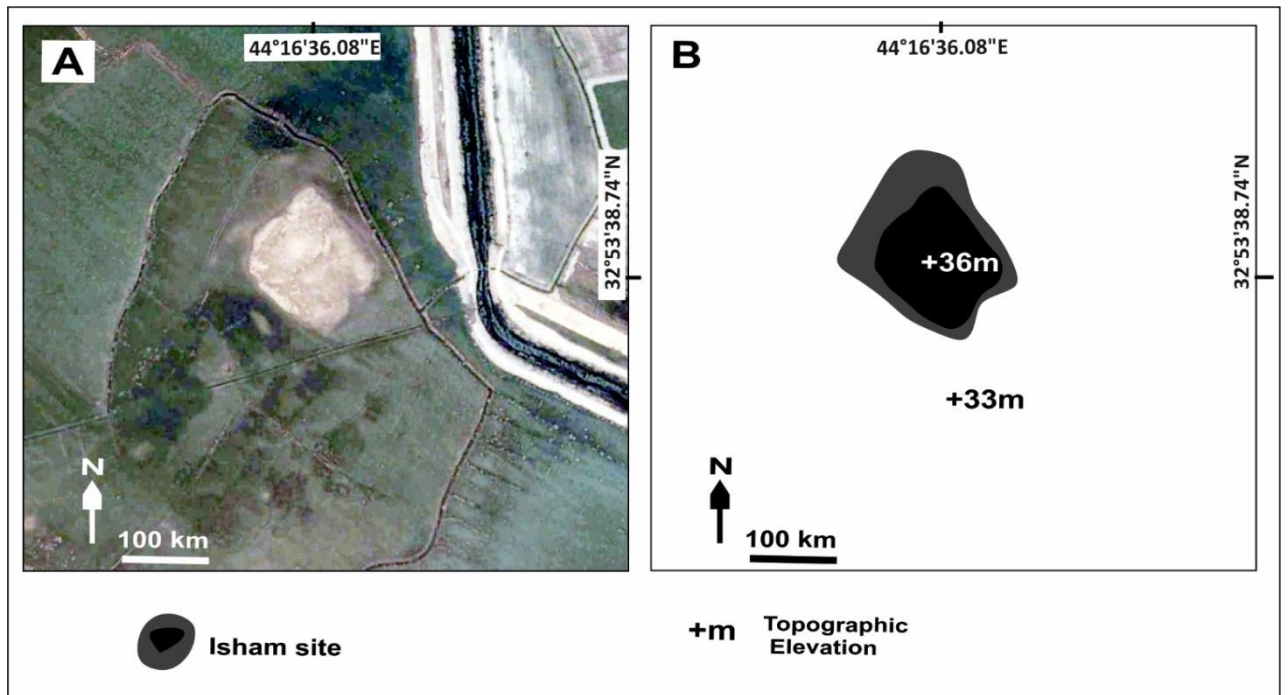 A
44°16'36.08"E
32°53'38.74"N
N
100 km
B
44°16'36.08"E
32°53'38.74"N
+36m
+33m
N
100 km
Isham site
+m Topographic
Elevation